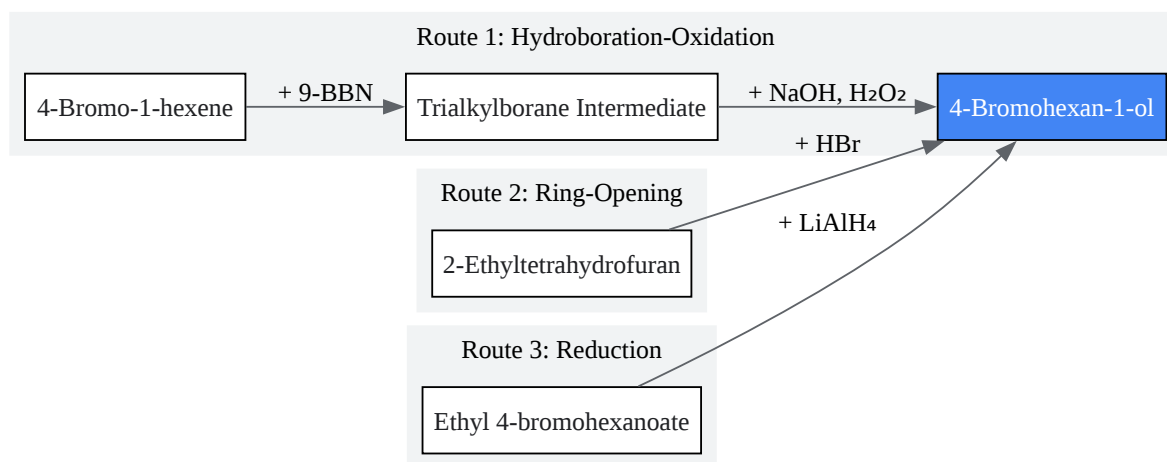 Route 1: Hydroboration-Oxidation
4-Bromo-1-hexene
+ 9-BBN
Trialkylborane Intermediate
+ NaOH, H₂O₂
4-Bromohexan-1-ol
+ HBr
Route 2: Ring-Opening
+ LiAlH₄
2-Ethyltetrahydrofuran
Route 3: Reduction
Ethyl 4-bromohexanoate